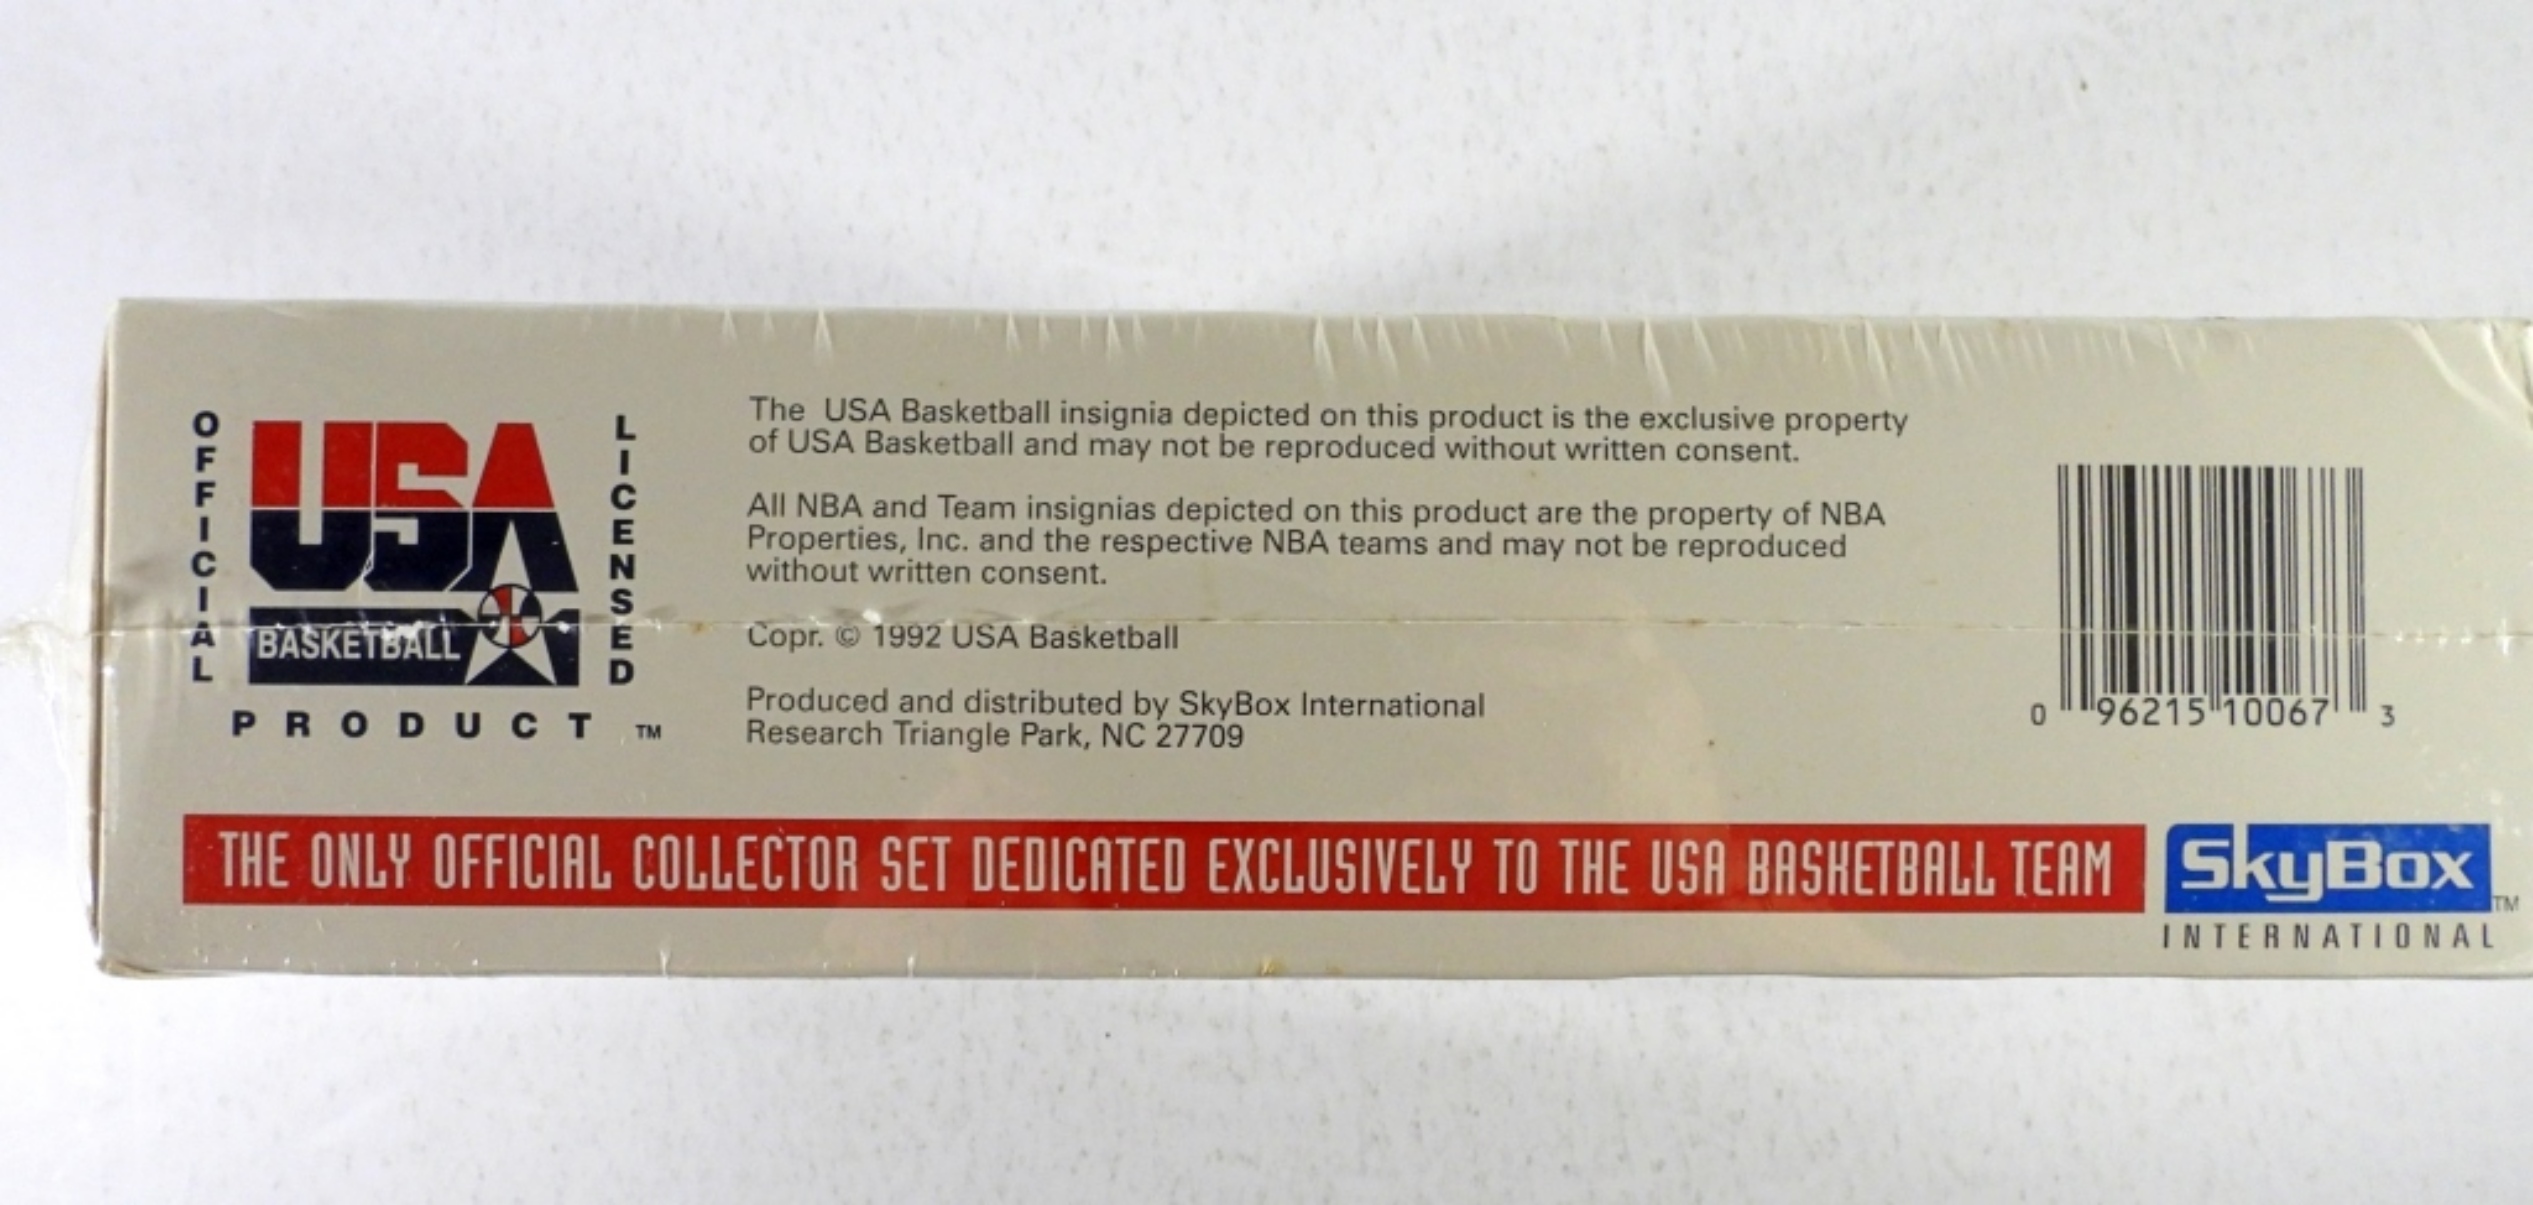 OFFICIAL
LICENSED
USA
BASKETBALL
PRODUCT ™
The USA Basketball insignia depicted on this product is the exclusive property
of USA Basketball and may not be reproduced without written consent.
All NBA and Team insignias depicted on this product are the property of NBA
Properties, Inc. and the respective NBA teams and may not be reproduced
without written consent.
Copr. © 1992 USA Basketball
Produced and distributed by SkyBox International
Research Triangle Park, NC 27709
0 96215 10067 3
THE ONLY OFFICIAL COLLECTOR SET DEDICATED EXCLUSIVELY TO THE USA BASKETBALL TEAM
SkyBox ™
INTERNATIONAL